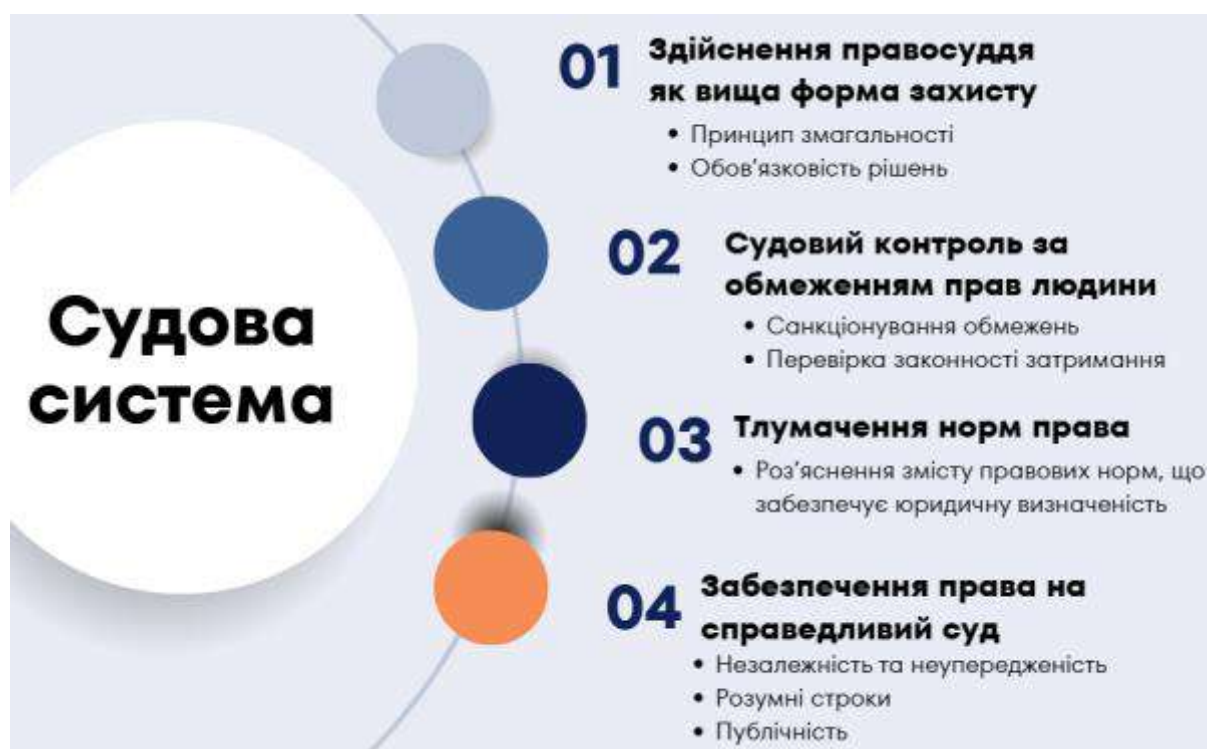 Судова
система
01
Здійснення правосуддя
як вища форма захисту
• Принцип змагальності
• Обов’язковість рішень
02
Судовий контроль за
обмеженням прав людини
• Санкціонування обмежень
• Перевірка законності затримання
03
Тлумачення норм права
• Роз’яснення змісту правових норм, що
забезпечує юридичну визначеність
04
Забезпечення права на
справедливий суд
• Незалежність та неупередженість
• Розумні строки
• Публічність